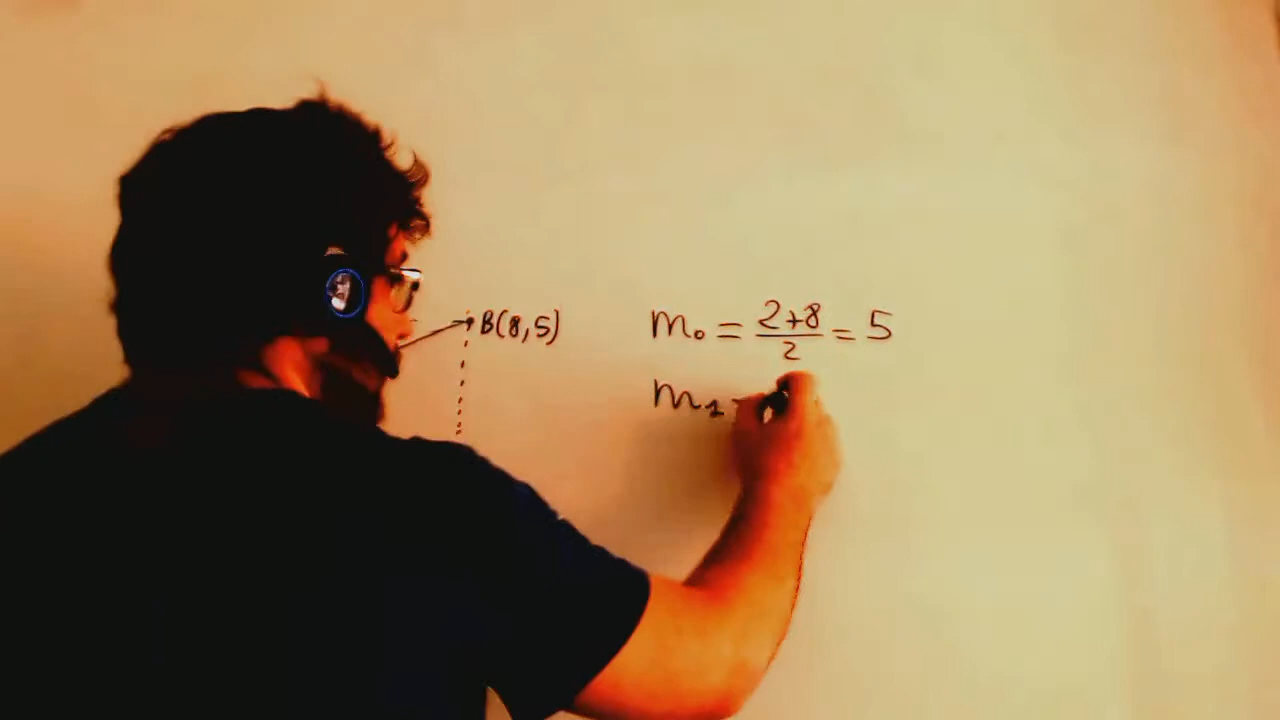 B(8,5)
m₀ = (2+8)/2 = 5
m₁